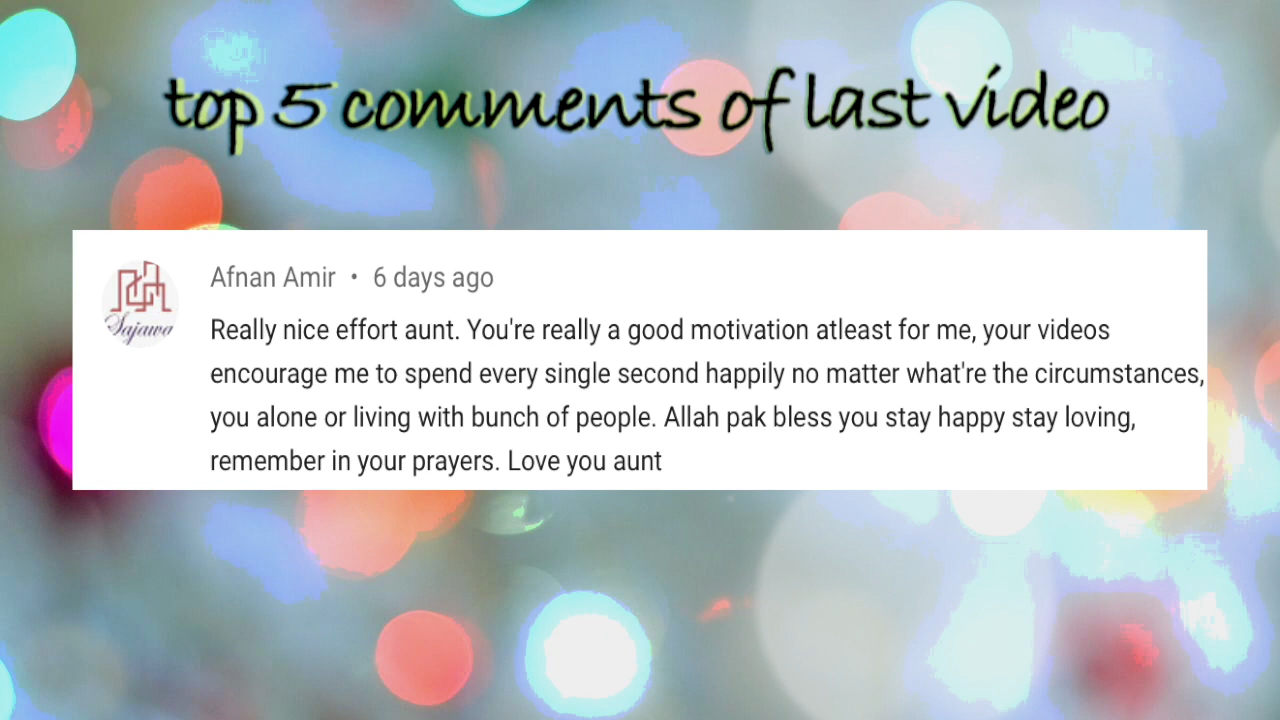 top 5 comments of last video
Afnan Amir • 6 days ago
Sajawa
Really nice effort aunt. You're really a good motivation atleast for me, your videos
encourage me to spend every single second happily no matter what're the circumstances,
you alone or living with bunch of people. Allah pak bless you stay happy stay loving,
remember in your prayers. Love you aunt